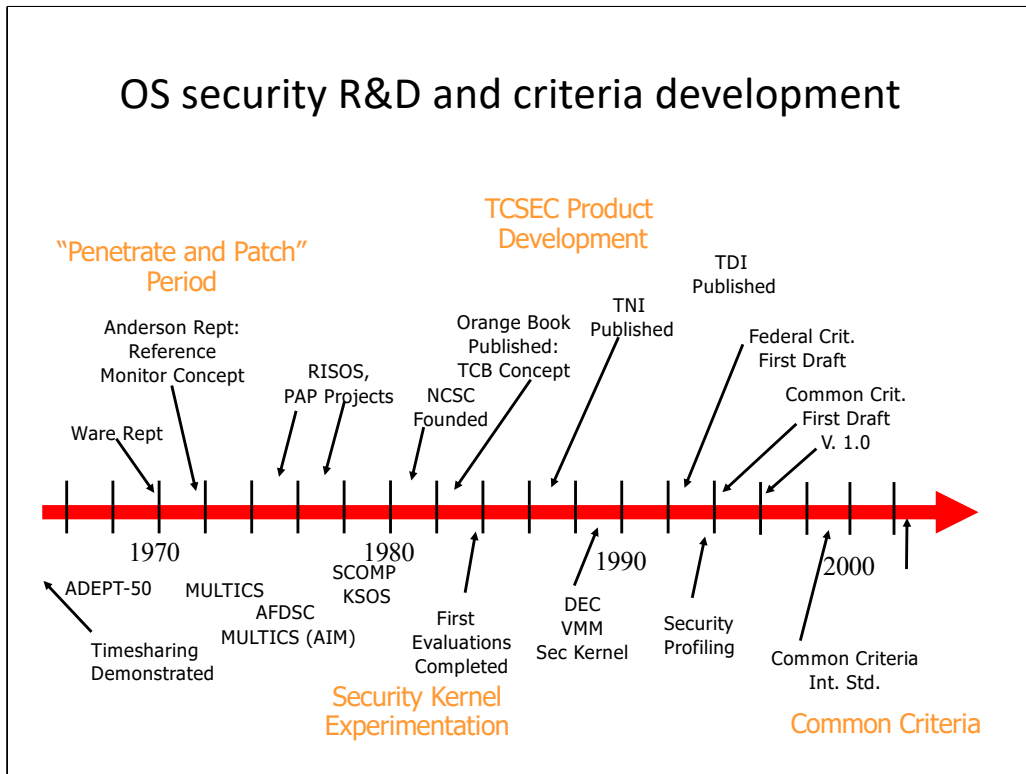 OS security R&D and criteria development
“Penetrate and Patch”
Period
TCSEC Product
Development
Anderson Rept:
Reference
Monitor Concept
Ware Rept
RISOS,
PAP Projects
NCSC
Founded
Orange Book
Published:
TCB Concept
TNI
Published
TDI
Published
Federal Crit.
First Draft
Common Crit.
First Draft
V. 1.0
1970
1980
1990
2000
ADEPT-50
Timesharing
Demonstrated
MULTICS
AFDSC
MULTICS (AIM)
SCOMP
KSOS
First
Evaluations
Completed
DEC
VMM
Sec Kernel
Security
Profiling
Common Criteria
Int. Std.
Security Kernel
Experimentation
Common Criteria